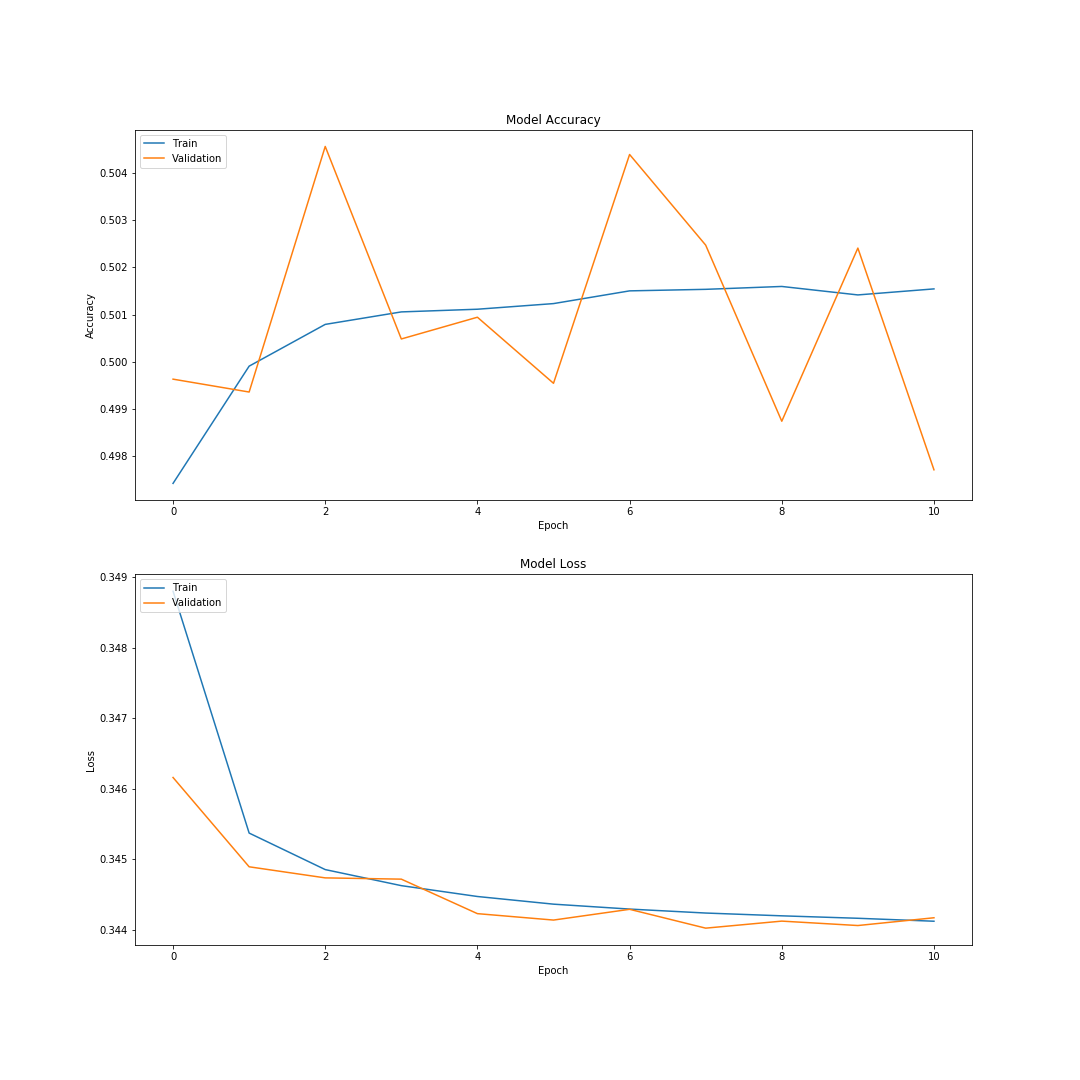 Model Accuracy
Train
Validation
0.504
0.503
0.502
0.501
0.500
0.499
0.498
Accuracy
0 2 4 6 8 10
Epoch
Model Loss
Train
Validation
0.349
0.348
0.347
0.346
0.345
0.344
Loss
0 2 4 6 8 10
Epoch